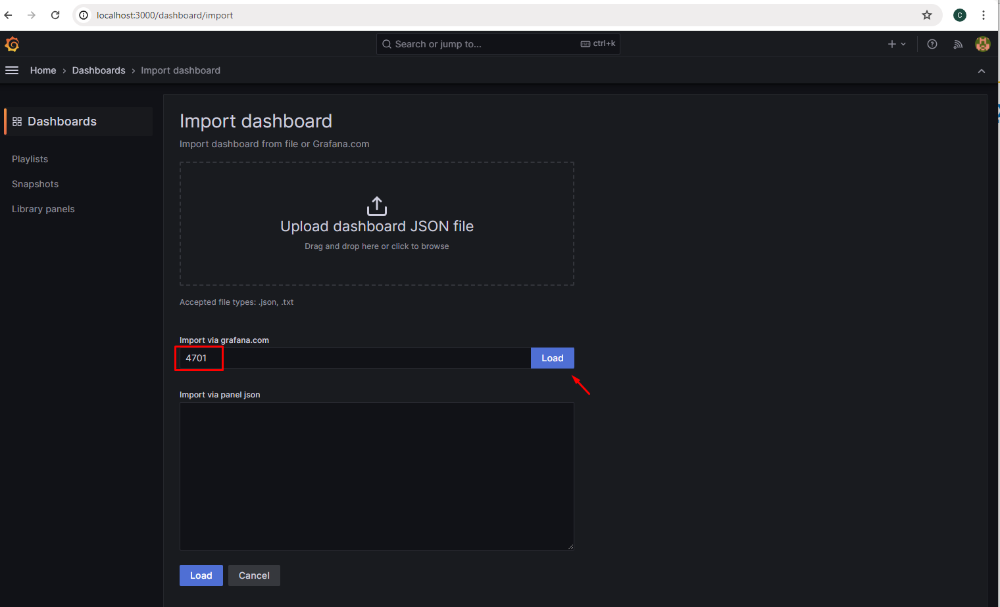 localhost:3000/dashboard/import
C
Search or jump to...
ctrl+k
Home › Dashboards › Import dashboard
Dashboards
Playlists
Snapshots
Library panels
Import dashboard
Import dashboard from file or Grafana.com
Upload dashboard JSON file
Drag and drop here or click to browse
Accepted file types: .json, .txt
Import via grafana.com
4701
Load
Import via panel json
Load
Cancel